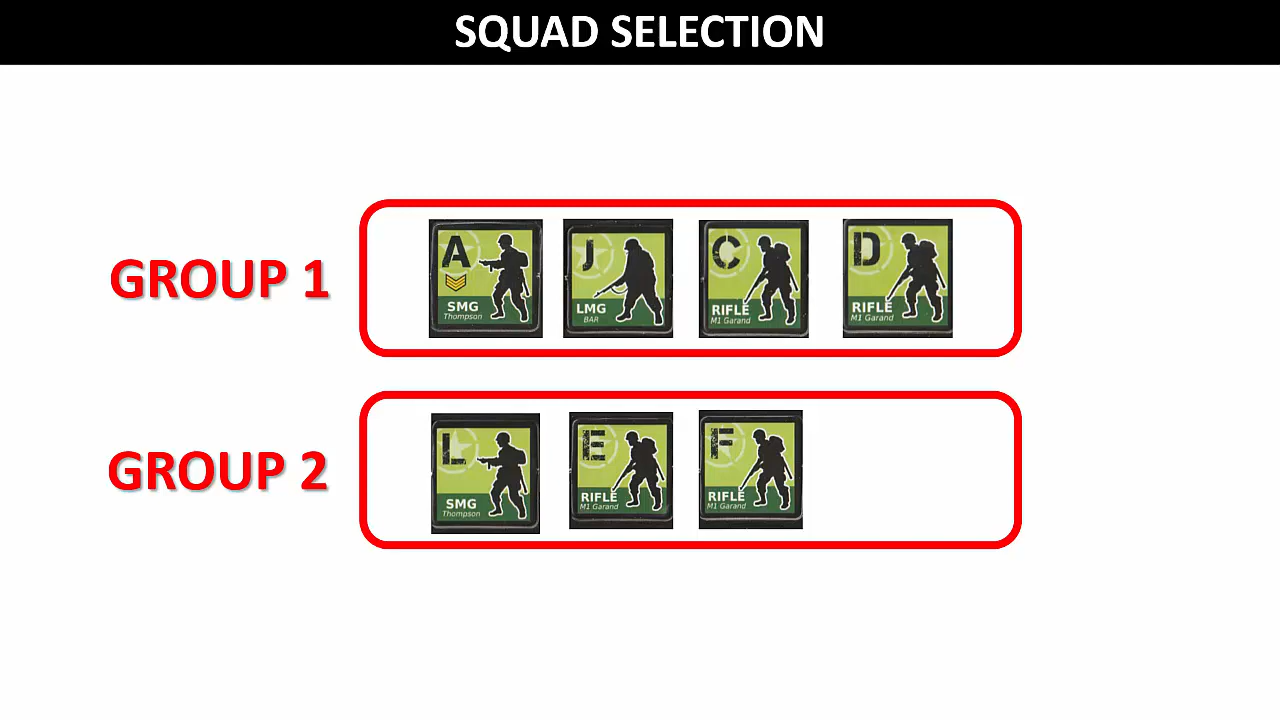 SQUAD SELECTION
GROUP 1
A
SMG
Thompson
J
LMG
BAR
C
RIFLE
M1 Garand
D
RIFLE
M1 Garand
GROUP 2
L
SMG
Thompson
E
RIFLE
M1 Garand
F
RIFLE
M1 Garand